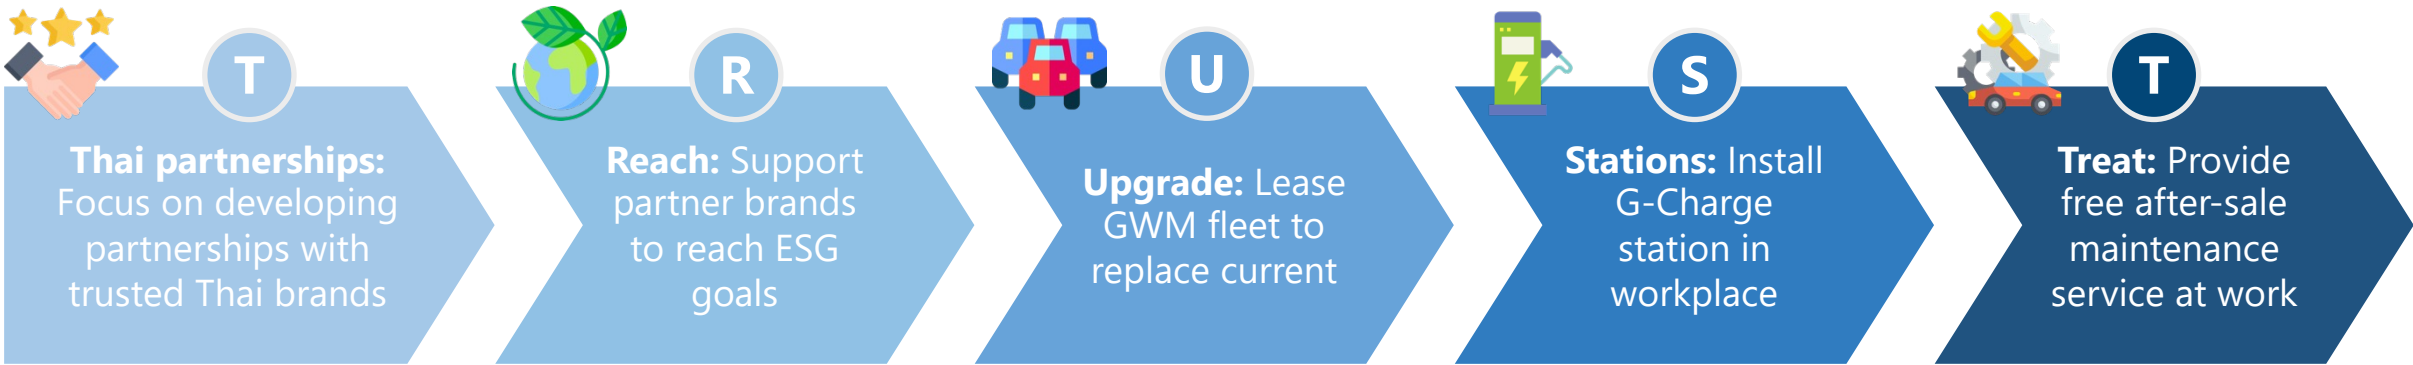 T
Thai partnerships:
Focus on developing
partnerships with
trusted Thai brands
R
Reach: Support
partner brands
to reach ESG
goals
U
Upgrade: Lease
GWM fleet to
replace current
S
Stations: Install
G-Charge
station in
workplace
T
Treat: Provide
free after-sale
maintenance
service at work